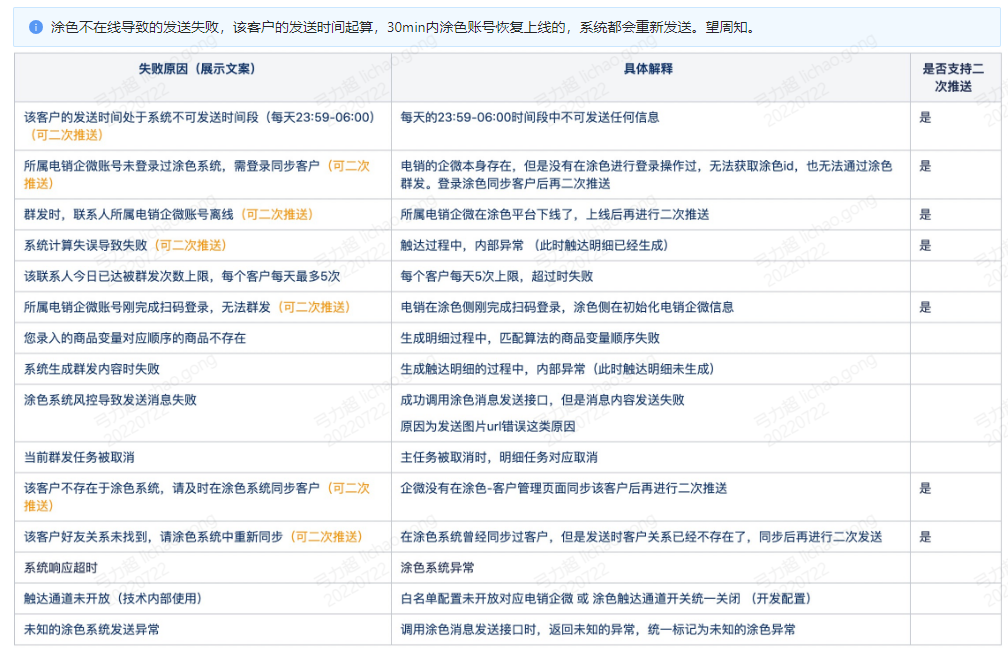 涂色不在线导致的发送失败，该客户的发送时间起算，30min内涂色账号恢复上线的，系统都会重新发送。望周知。
失败原因（展示文案）
具体解释
是否支持二
次推送
该客户的发送时间处于系统不可发送时间段（每天23:59-06:00）
（可二次推送）
每天的23:59-06:00时间段中不可发送任何信息
是
所属电销企微账号未登录过涂色系统，需登录同步客户（可二次
推送）
电销的企微本身存在，但是没有在涂色进行登录操作过，无法获取涂色id，也无法通过涂色
群发。登录涂色同步客户后再二次推送
是
群发时，联系人所属电销企微账号离线（可二次推送）
所属电销企微在涂色平台下线了，上线后再进行二次推送
是
系统计算失误导致失败（可二次推送）
触达过程中，内部异常 （此时触达明细已经生成）
是
该联系人今日已达被群发次数上限，每个客户每天最多5次
每个客户每天5次上限，超过时失败
所属电销企微账号刚完成扫码登录，无法群发（可二次推送）
电销在涂色侧刚完成扫码登录，涂色侧在初始化电销企微信息
是
您录入的商品变量对应顺序的商品不存在
生成明细过程中，匹配算法的商品变量顺序失败
系统生成群发内容时失败
生成触达明细的过程中，内部异常（此时触达明细未生成）
涂色系统风控导致发送消息失败
成功调用涂色消息发送接口，但是消息内容发送失败
原因为发送图片url错误这类原因
当前群发任务被取消
主任务被取消时，明细任务对应取消
该客户不存在于涂色系统，请及时在涂色系统同步客户（可二次
推送）
企微没有在涂色-客户管理页面同步该客户后再进行二次推送
是
该客户好友关系未找到，请涂色系统中重新同步（可二次推送）
在涂色系统曾经同步过客户，但是发送时客户关系已经不存在了，同步后再进行二次发送
是
系统响应超时
涂色系统异常
触达通道未开放（技术内部使用）
白名单配置未开放对应电销企微 或 涂色触达通道开关统一关闭 （开发配置）
未知的涂色系统发送异常
调用涂色消息发送接口时，返回未知的异常，统一标记为未知的涂色异常
弓力超 lichao.gong
20220722